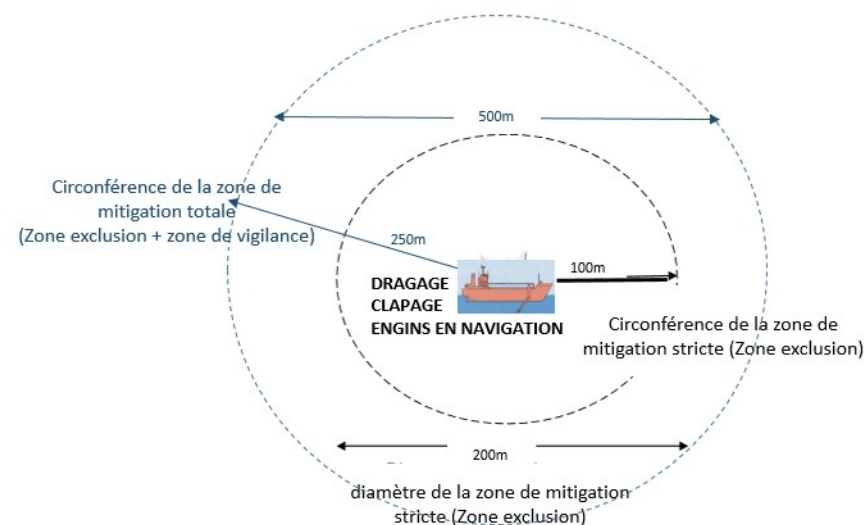 500m
Circonférence de la zone de
mitigation totale
(Zone exclusion + zone de vigilance)
250m
100m
DRAGAGE
CLAPAGE
ENGINS EN NAVIGATION
Circonférence de la zone de
mitigation stricte (Zone exclusion)
200m
diamètre de la zone de mitigation
stricte (Zone exclusion)